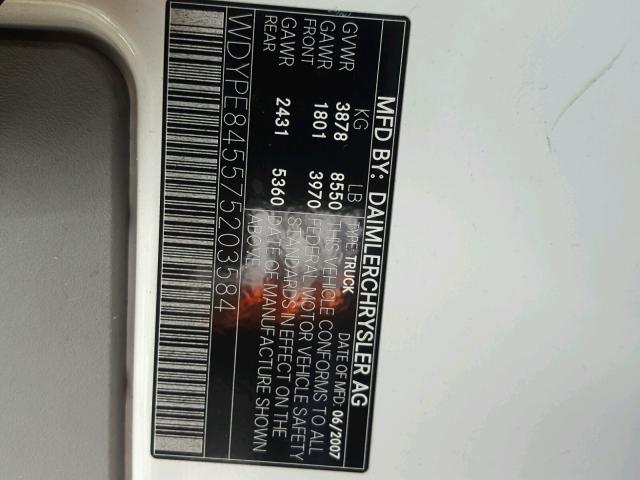 MFD BY: DAIMLERCHRYSLER AG
TYPE: TRUCK DATE OF MFD: 06/2007
KG LB
GVWR 3878 8550 THIS VEHICLE CONFORMS TO ALL
GAWR FRONT 1801 3970 FEDERAL MOTOR VEHICLE SAFETY
STANDARDS IN EFFECT ON THE
GAWR REAR 2431 5360 DATE OF MANUFACTURE SHOWN
ABOVE
WDYPE845575203584